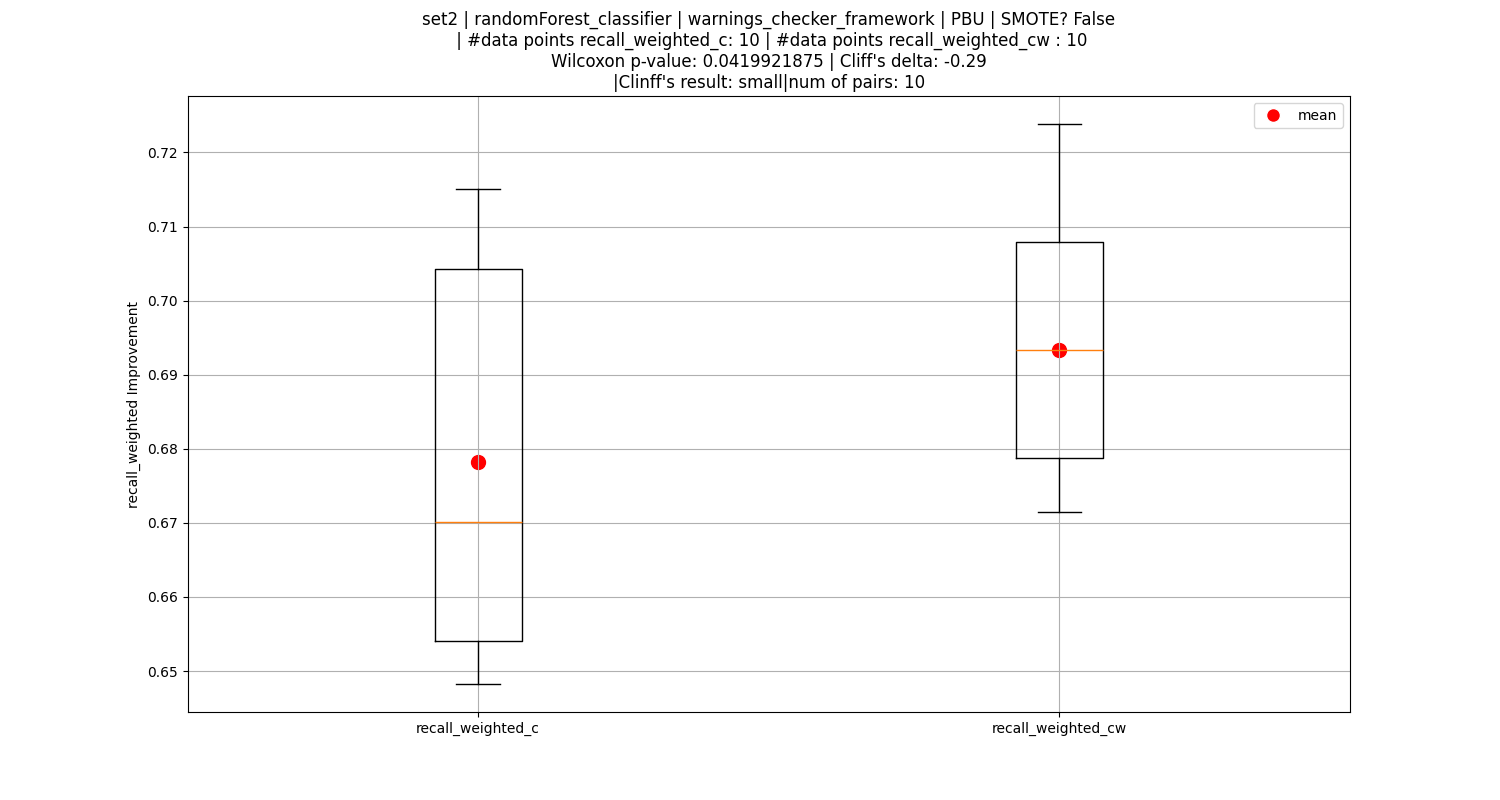 set2 | randomForest_classifier | warnings_checker_framework | PBU | SMOTE? False
| #data points recall_weighted_c: 10 | #data points recall_weighted_cw : 10
Wilcoxon p-value: 0.0419921875 | Cliff's delta: -0.29
|Clinff's result: small|num of pairs: 10
mean
0.72
0.71
0.70
0.69
0.68
0.67
0.66
0.65
recall_weighted Improvement
recall_weighted_c
recall_weighted_cw